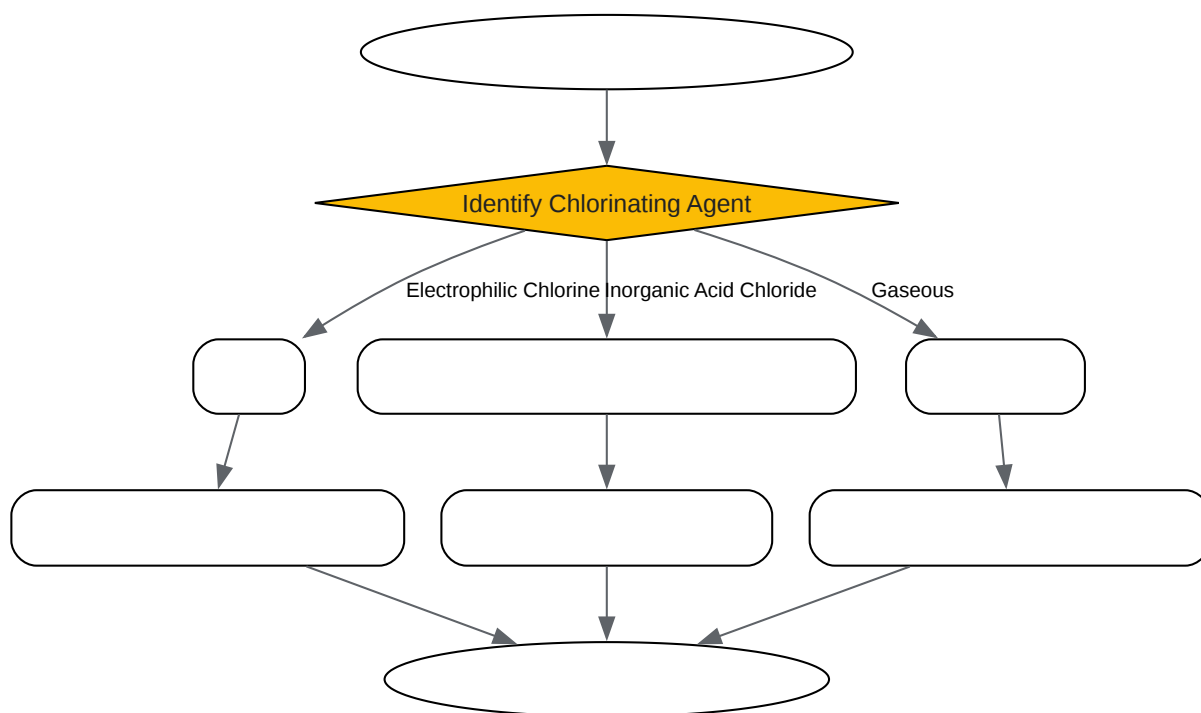 Identify Chlorinating Agent
Electrophilic Chlorine
Inorganic Acid Chloride
Gaseous